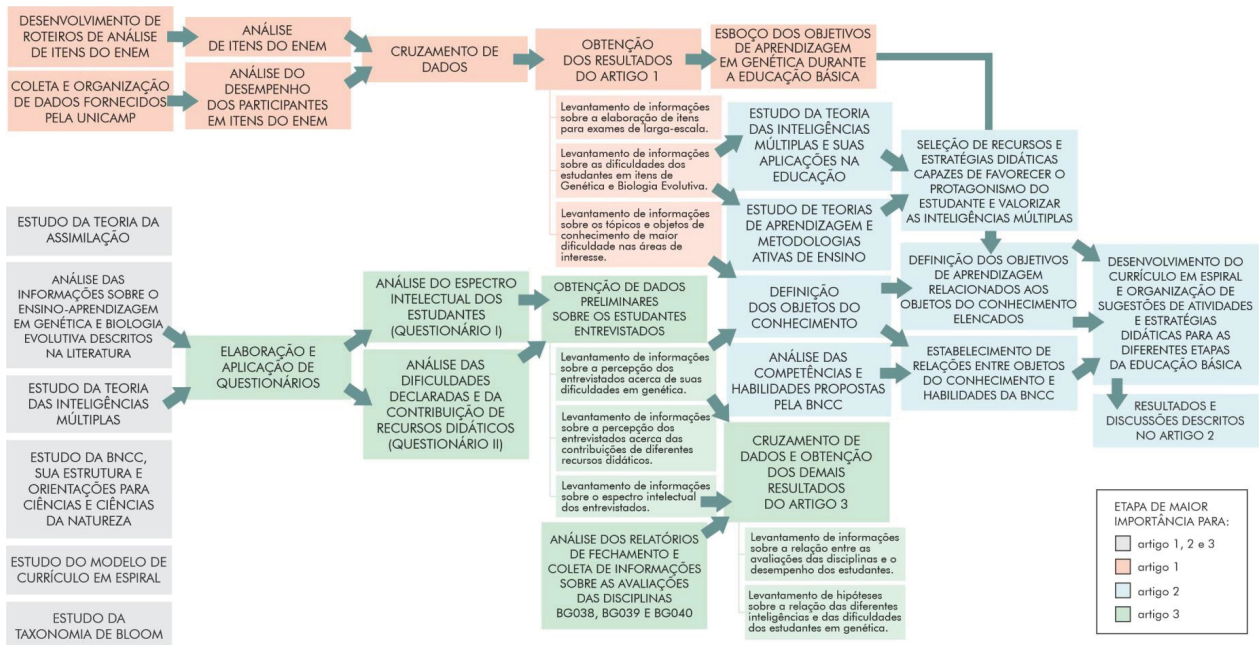 DESENVOLVIMENTO DE
ROTEIROS DE ANÁLISE
DE ITENS DO ENEM
COLETA E ORGANIZAÇÃO
DE DADOS FORNECIDOS
PELA UNICAMP
ANÁLISE
DE ITENS DO ENEM
ANÁLISE DO
DESEMPENHO
DOS PARTICIPANTES
EM ITENS DO ENEM
CRUZAMENTO DE
DADOS
OBTENÇÃO
DOS RESULTADOS
DO ARTIGO 1
ESBOÇO DOS OBJETIVOS
DE APRENDIZAGEM
EM GENÉTICA DURANTE
A EDUCAÇÃO BÁSICA
Levantamento de informações
sobre a elaboração de itens
para exames de larga-escala.
Levantamento de informações
sobre as dificuldades dos
estudantes em itens de
Genética e Biologia Evolutiva.
Levantamento de informações
sobre os tópicos e objetos de
conhecimento de maior
dificuldade nas áreas de
interesse.
ESTUDO DA TEORIA
DAS INTELIGÊNCIAS
MÚLTIPLAS E SUAS
APLICAÇÕES NA
EDUCAÇÃO
ESTUDO DE TEORIAS
DE APRENDIZAGEM E
METODOLOGIAS
ATIVAS DE ENSINO
SELEÇÃO DE RECURSOS E
ESTRATÉGIAS DIDÁTICAS
CAPAZES DE FAVORECER O
PROTAGONISMO DO
ESTUDANTE E VALORIZAR
AS INTELIGÊNCIAS MÚLTIPLAS
ESTUDO DA TEORIA DA
ASSIMILAÇÃO
ANÁLISE DAS
INFORMAÇÕES SOBRE O
ENSINO-APRENDIZAGEM
EM GENÉTICA E BIOLOGIA
EVOLUTIVA DESCRITOS
NA LITERATURA
ESTUDO DA TEORIA
DAS INTELIGÊNCIAS
MÚLTIPLAS
ESTUDO DA BNCC,
SUA ESTRUTURA E
ORIENTAÇÕES PARA
CIÊNCIAS E CIÊNCIAS
DA NATUREZA
ESTUDO DO MODELO DE
CURRÍCULO EM ESPIRAL
ESTUDO DA
TAXONOMIA DE BLOOM
ELABORAÇÃO E
APLICAÇÃO DE
QUESTIONÁRIOS
ANÁLISE DO ESPECTRO
INTELECTUAL DOS
ESTUDANTES
(QUESTIONÁRIO I)
ANÁLISE DAS
DIFICULDADES
DECLARADAS E DA
CONTRIBUIÇÃO DE
RECURSOS DIDÁTICOS
(QUESTIONÁRIO II)
OBTENÇÃO DE DADOS
PRELIMINARES
SOBRE OS ESTUDANTES
ENTREVISTADOS
Levantamento de informações
sobre a percepção dos
entrevistados acerca de suas
dificuldades em genética.
Levantamento de informações
sobre a percepção dos
entrevistados acerca das
contribuições de diferentes
recursos didáticos.
Levantamento de informações
sobre o espectro intelectual
dos entrevistados.
ANÁLISE DOS RELATÓRIOS
DE FECHAMENTO E
COLETA DE INFORMAÇÕES
SOBRE AS AVALIAÇÕES
DAS DISCIPLINAS
BG038, BG039 E BG040
DEFINIÇÃO
DOS OBJETOS DO
CONHECIMENTO
ANÁLISE DAS
COMPETÊNCIAS E
HABILIDADES PROPOSTAS
PELA BNCC
CRUZAMENTO DE
DADOS E OBTENÇÃO
DOS DEMAIS
RESULTADOS
DO ARTIGO 3
Levantamento de informações
sobre a relação entre as
avaliações das disciplinas e o
desempenho dos estudantes.
Levantamento de hipóteses
sobre a relação das diferentes
inteligências e das dificuldades
dos estudantes em genética.
DEFINIÇÃO DOS OBJETIVOS
DE APRENDIZAGEM
RELACIONADOS AOS
OBJETOS DO CONHECIMENTO
ELENCADOS
ESTABELECIMENTO DE
RELAÇÕES ENTRE OBJETOS
DO CONHECIMENTO E
HABILIDADES DA BNCC
DESENVOLVIMENTO DO
CURRÍCULO EM ESPIRAL
E ORGANIZAÇÃO DE
SUGESTÕES DE ATIVIDADES
E ESTRATÉGIAS
DIDÁTICAS PARA AS
DIFERENTES ETAPAS
DA EDUCAÇÃO BÁSICA
RESULTADOS E
DISCUSSÕES DESCRITOS
NO ARTIGO 2
ETAPA DE MAIOR
IMPORTÂNCIA PARA:
artigo 1, 2 e 3
artigo 1
artigo 2
artigo 3